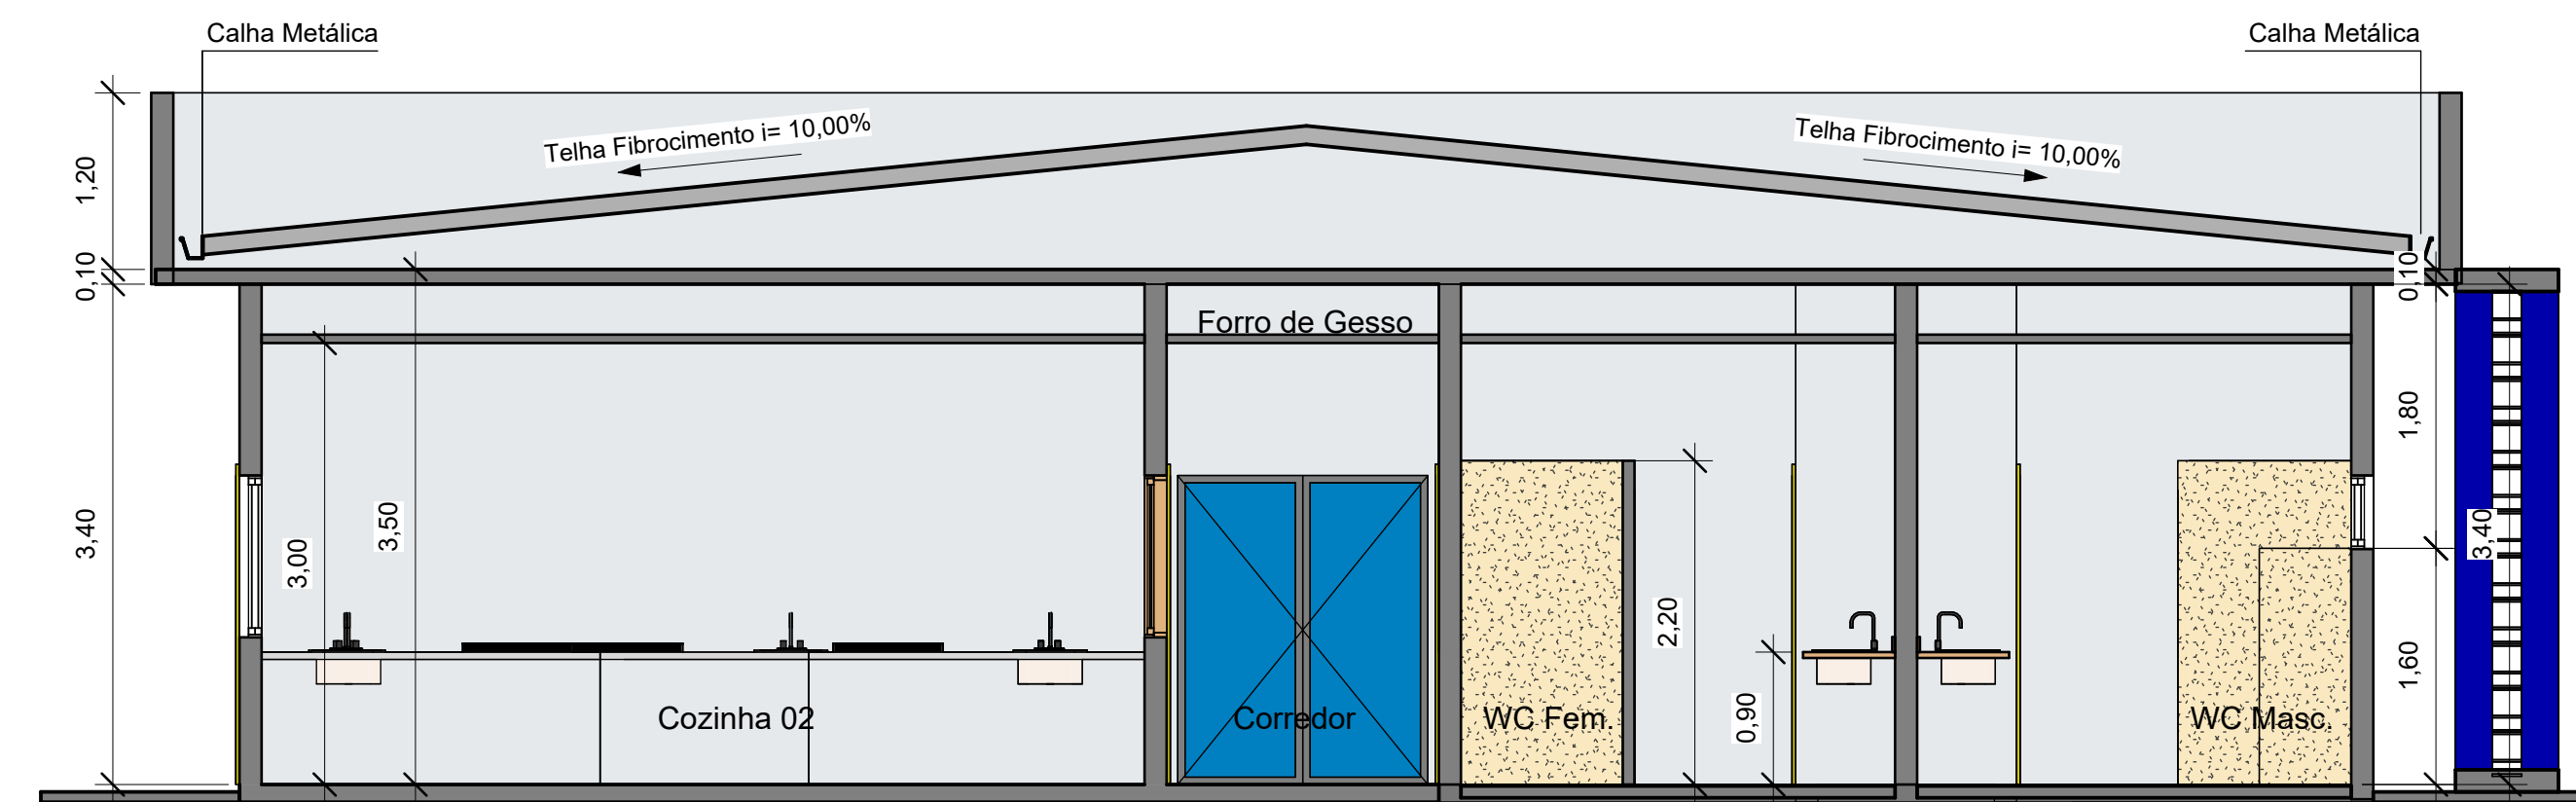 Calha Metálica
Calha Metálica
Telha Fibrocimento i= 10,00%
Telha Fibrocimento i= 10,00%
1,20
0,10
0,10
Forro de Gesso
1,80
3,40
3,00
3,50
3,40
2,20
0,90
1,60
Cozinha 02
Corredor
WC Fem.
WC Masc.